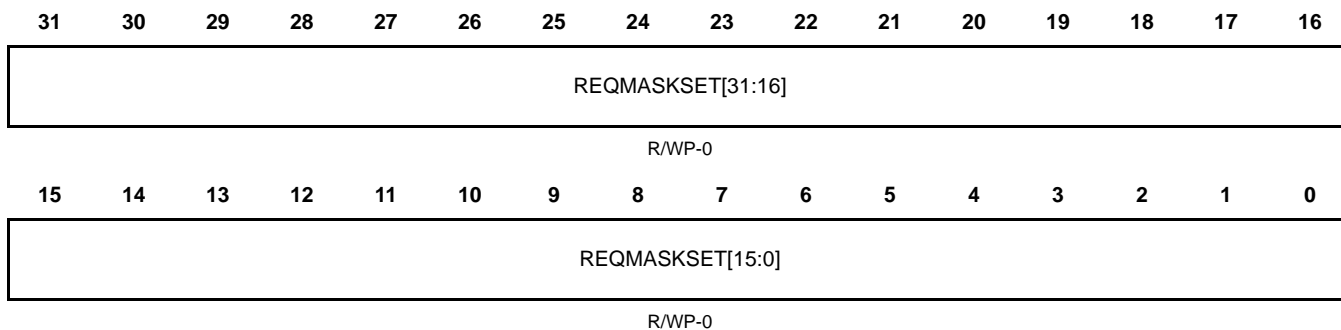 31 30 29 28 27 26 25 24 23 22 21 20 19 18 17 16
REQMASKSET[31:16]
R/WP-0
15 14 13 12 11 10 9 8 7 6 5 4 3 2 1 0
REQMASKSET[15:0]
R/WP-0